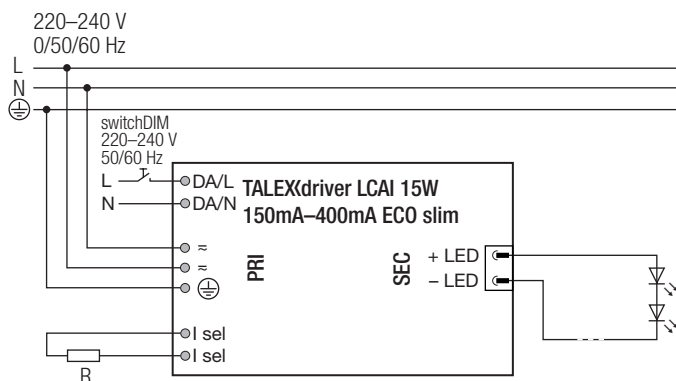 220–240 V
0/50/60 Hz
L
N
switchDIM
220–240 V
50/60 Hz
L
DA/L
N
DA/N
TALEXXdriver LCAI 15W
150mA–400mA ECO slim
≂
≂
PRI
SEC
+ LED
– LED
I sel
I sel
R